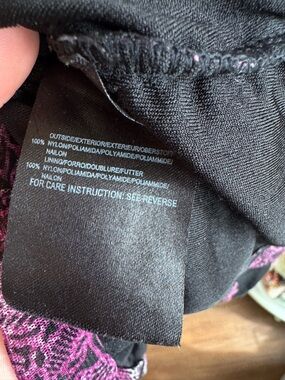 OUTSIDE/EXTERIOR/EXTERIEUR/OBERSTOFF
100% NYLON/POLIAMIDA/POLYAMIDE/POLIAMMIDE/
NAILON
LINING/FORRO/DOUBLURE/FUTTER
100% NYLON/POLIAMIDA/POLYAMIDE/POLIAMMIDE/
NAILON
FOR CARE INSTRUCTION: SEE REVERSE